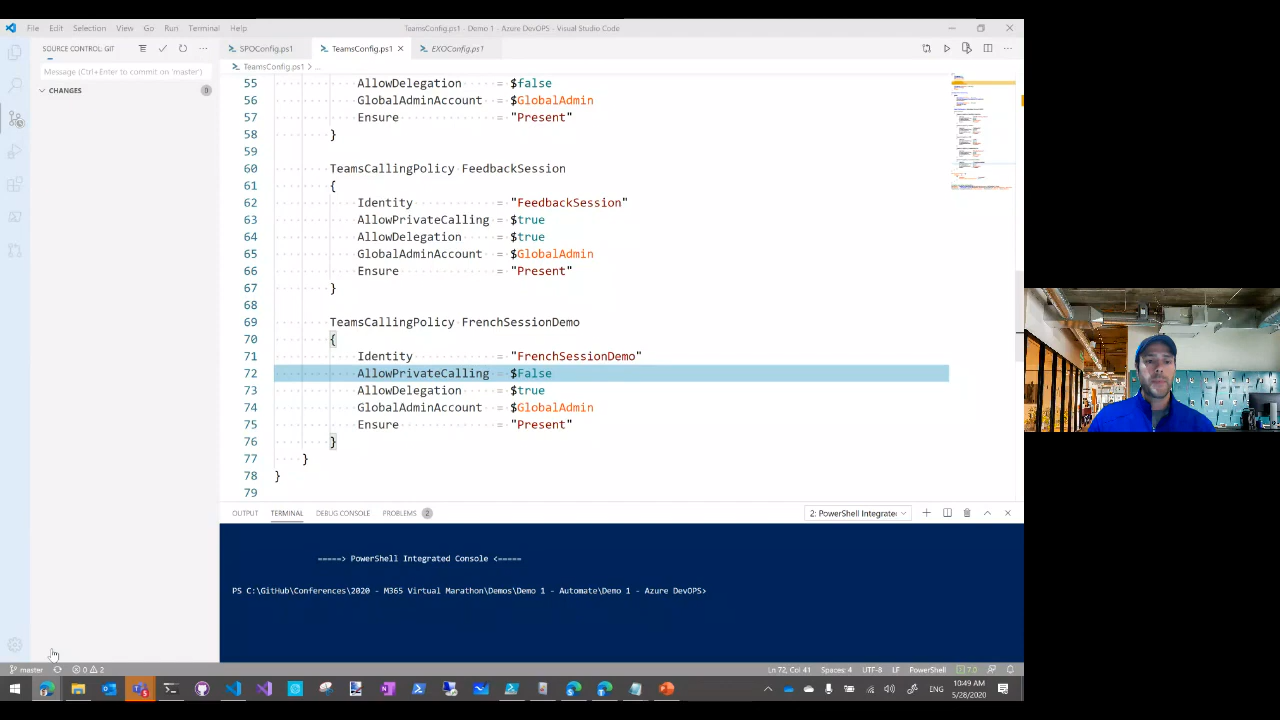 File Edit Selection View Go Run Terminal Help
TeamsConfig.ps1 - Demo 1 - Azure DevOPS - Visual Studio Code
SOURCE CONTROL: GIT
SPOConfig.ps1
TeamsConfig.ps1
EXOConfig.ps1
Message (Ctrl+Enter to commit on 'master')
TeamsConfig.ps1 > ...
CHANGES 0
55 AllowDelegation = $false
56 GlobalAdminAccount = $GlobalAdmin
57 Ensure = "Present"
58 }
59
60 TeamsCallingPolicy FeedbackSession
61 {
62 Identity = "FeedbackSession"
63 AllowPrivateCalling = $true
64 AllowDelegation = $true
65 GlobalAdminAccount = $GlobalAdmin
66 Ensure = "Present"
67 }
68
69 TeamsCallingPolicy FrenchSessionDemo
70 {
71 Identity = "FrenchSessionDemo"
72 AllowPrivateCalling = $False
73 AllowDelegation = $true
74 GlobalAdminAccount = $GlobalAdmin
75 Ensure = "Present"
76 }
77 }
78 }
79
OUTPUT TERMINAL DEBUG CONSOLE PROBLEMS 2
2: PowerShell Integrate
=====> PowerShell Integrated Console <=====
PS C:\GitHub\Conferences\2020 - M365 Virtual Marathon\Demos\Demo 1 - Automate\Demo 1 - Azure DevOPS>
master 0 2
Ln 72, Col 41 Spaces: 4 UTF-8 LF PowerShell 7.0
ENG
10:49 AM
5/28/2020